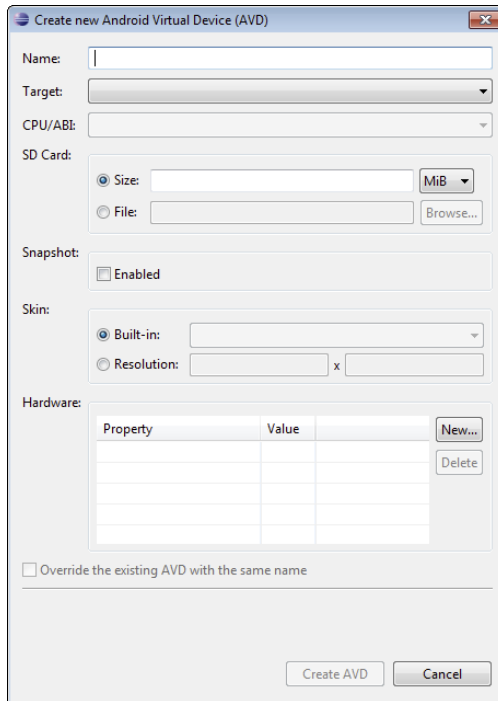 Create new Android Virtual Device (AVD)
Name:
Target:
CPU/ABI:
SD Card:
Size: MiB
File: Browse...
Snapshot:
Enabled
Skin:
Built-in:
Resolution: x
Hardware:
Property Value New...
Delete
Override the existing AVD with the same name
Create AVD Cancel